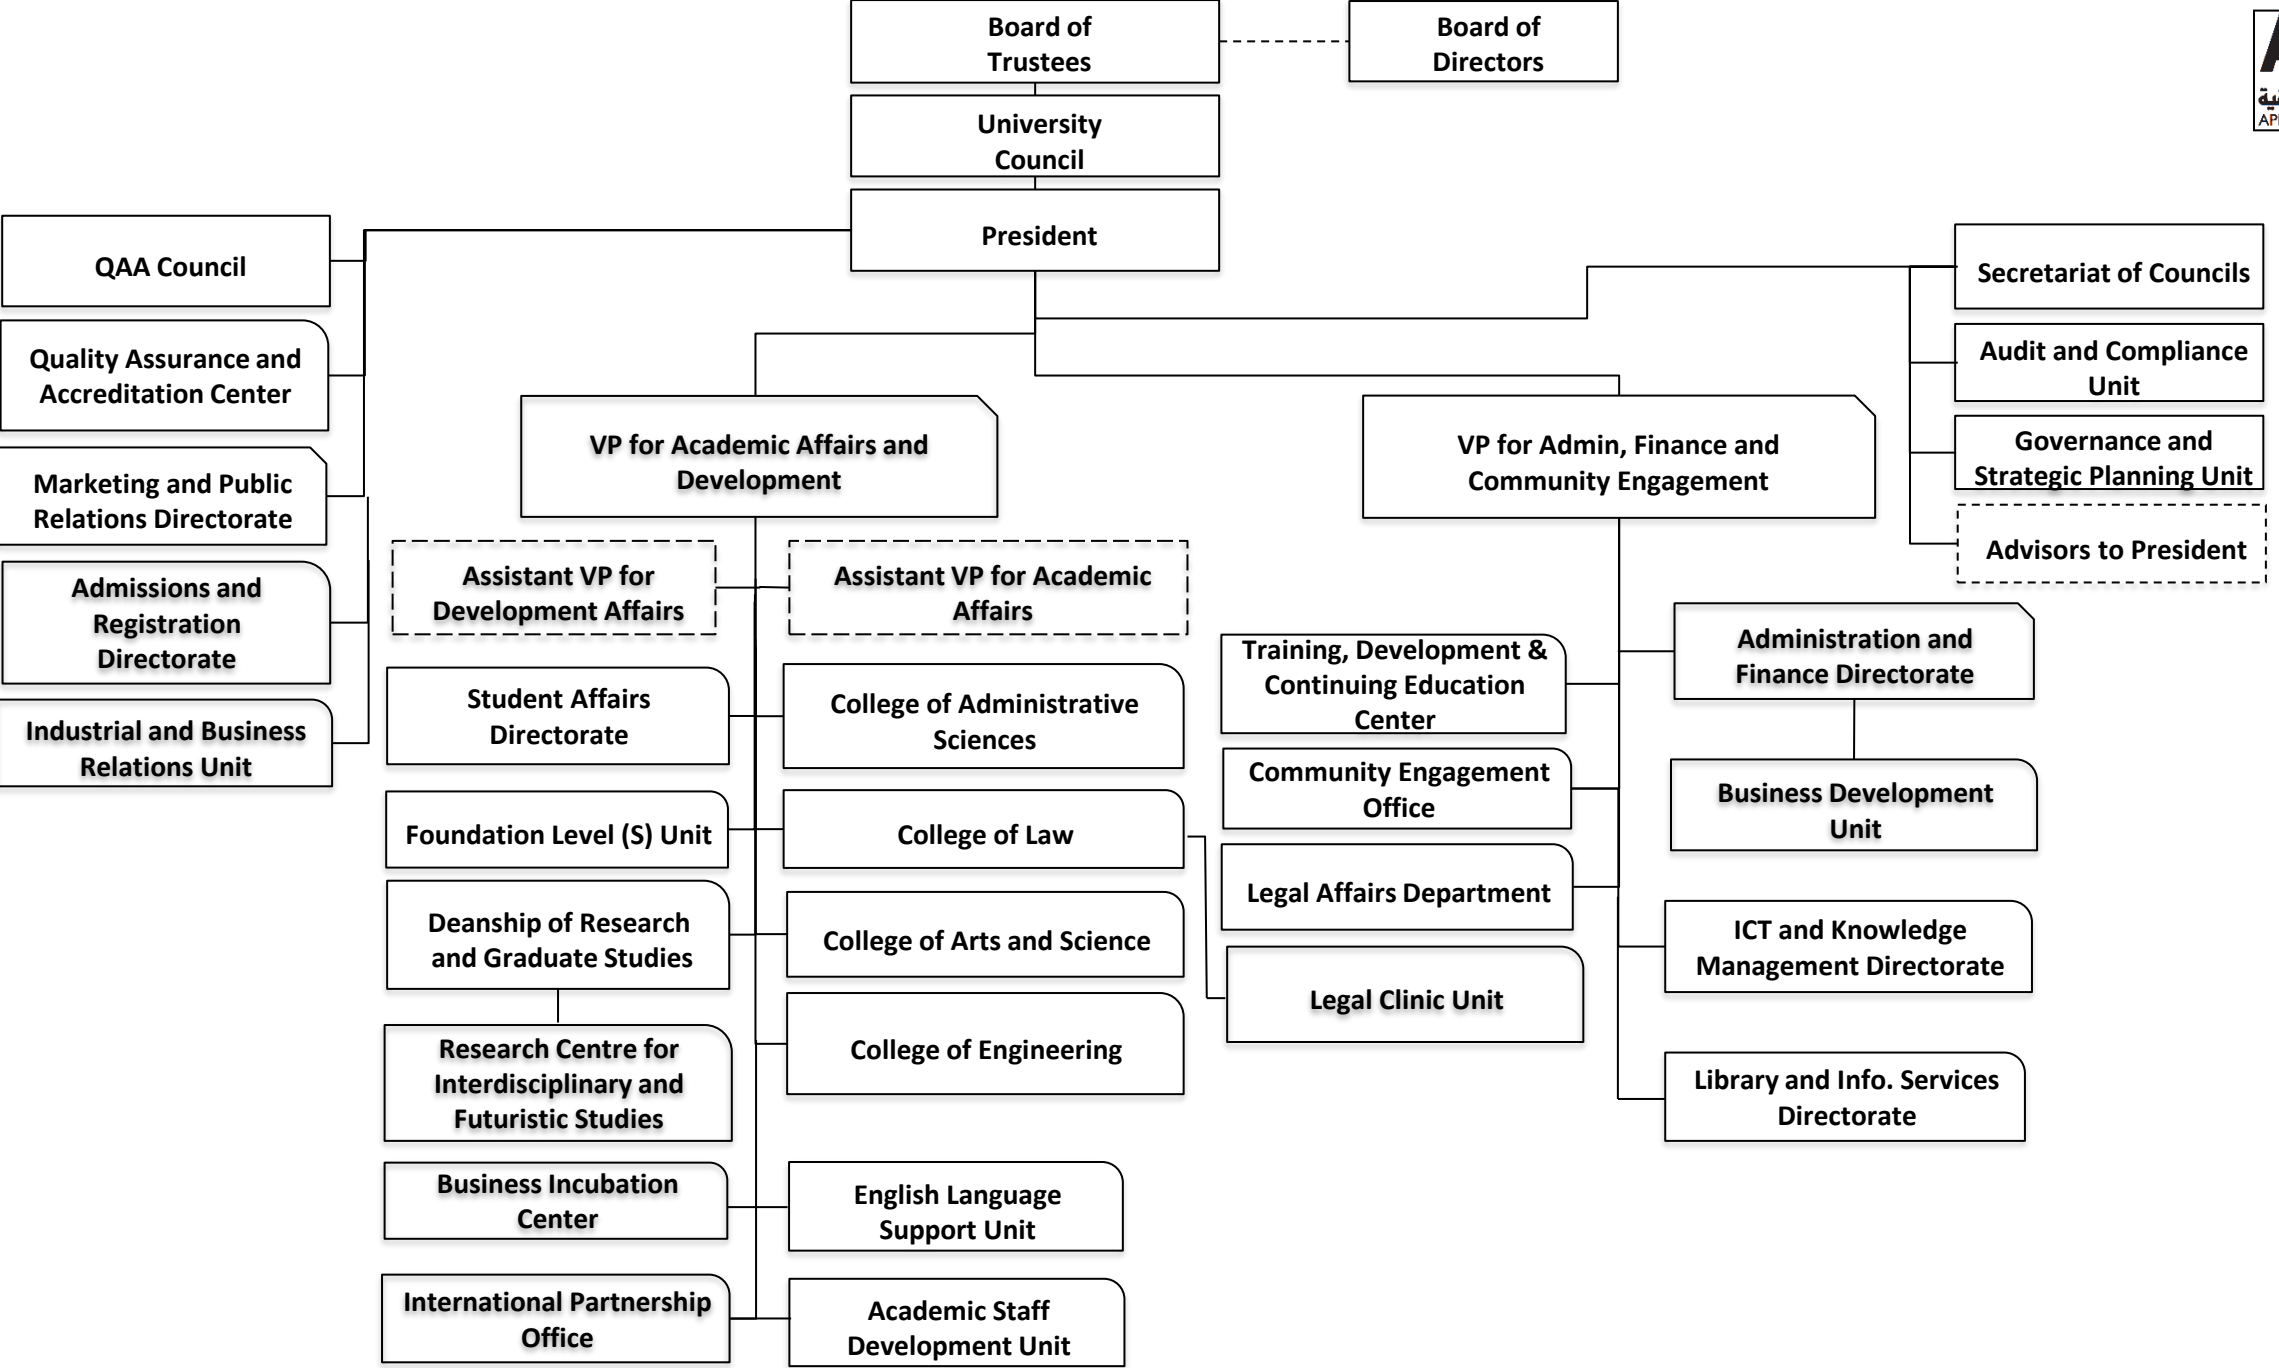 Board of
Trustees
Board of
Directors
University
Council
President
QAA Council
Quality Assurance and
Accreditation Center
Marketing and Public
Relations Directorate
Admissions and
Registration
Directorate
Industrial and Business
Relations Unit
Secretariat of Councils
Audit and Compliance
Unit
Governance and
Strategic Planning Unit
Advisors to President
VP for Academic Affairs and
Development
VP for Admin, Finance and
Community Engagement
Assistant VP for
Development Affairs
Assistant VP for Academic
Affairs
Student Affairs
Directorate
College of Administrative
Sciences
Foundation Level (S) Unit
College of Law
Deanship of Research
and Graduate Studies
College of Arts and Science
Research Centre for
Interdisciplinary and
Futuristic Studies
College of Engineering
Business Incubation
Center
English Language
Support Unit
International Partnership
Office
Academic Staff
Development Unit
Training, Development &
Continuing Education
Center
Community Engagement
Office
Legal Affairs Department
Legal Clinic Unit
Administration and
Finance Directorate
Business Development
Unit
ICT and Knowledge
Management Directorate
Library and Info. Services
Directorate